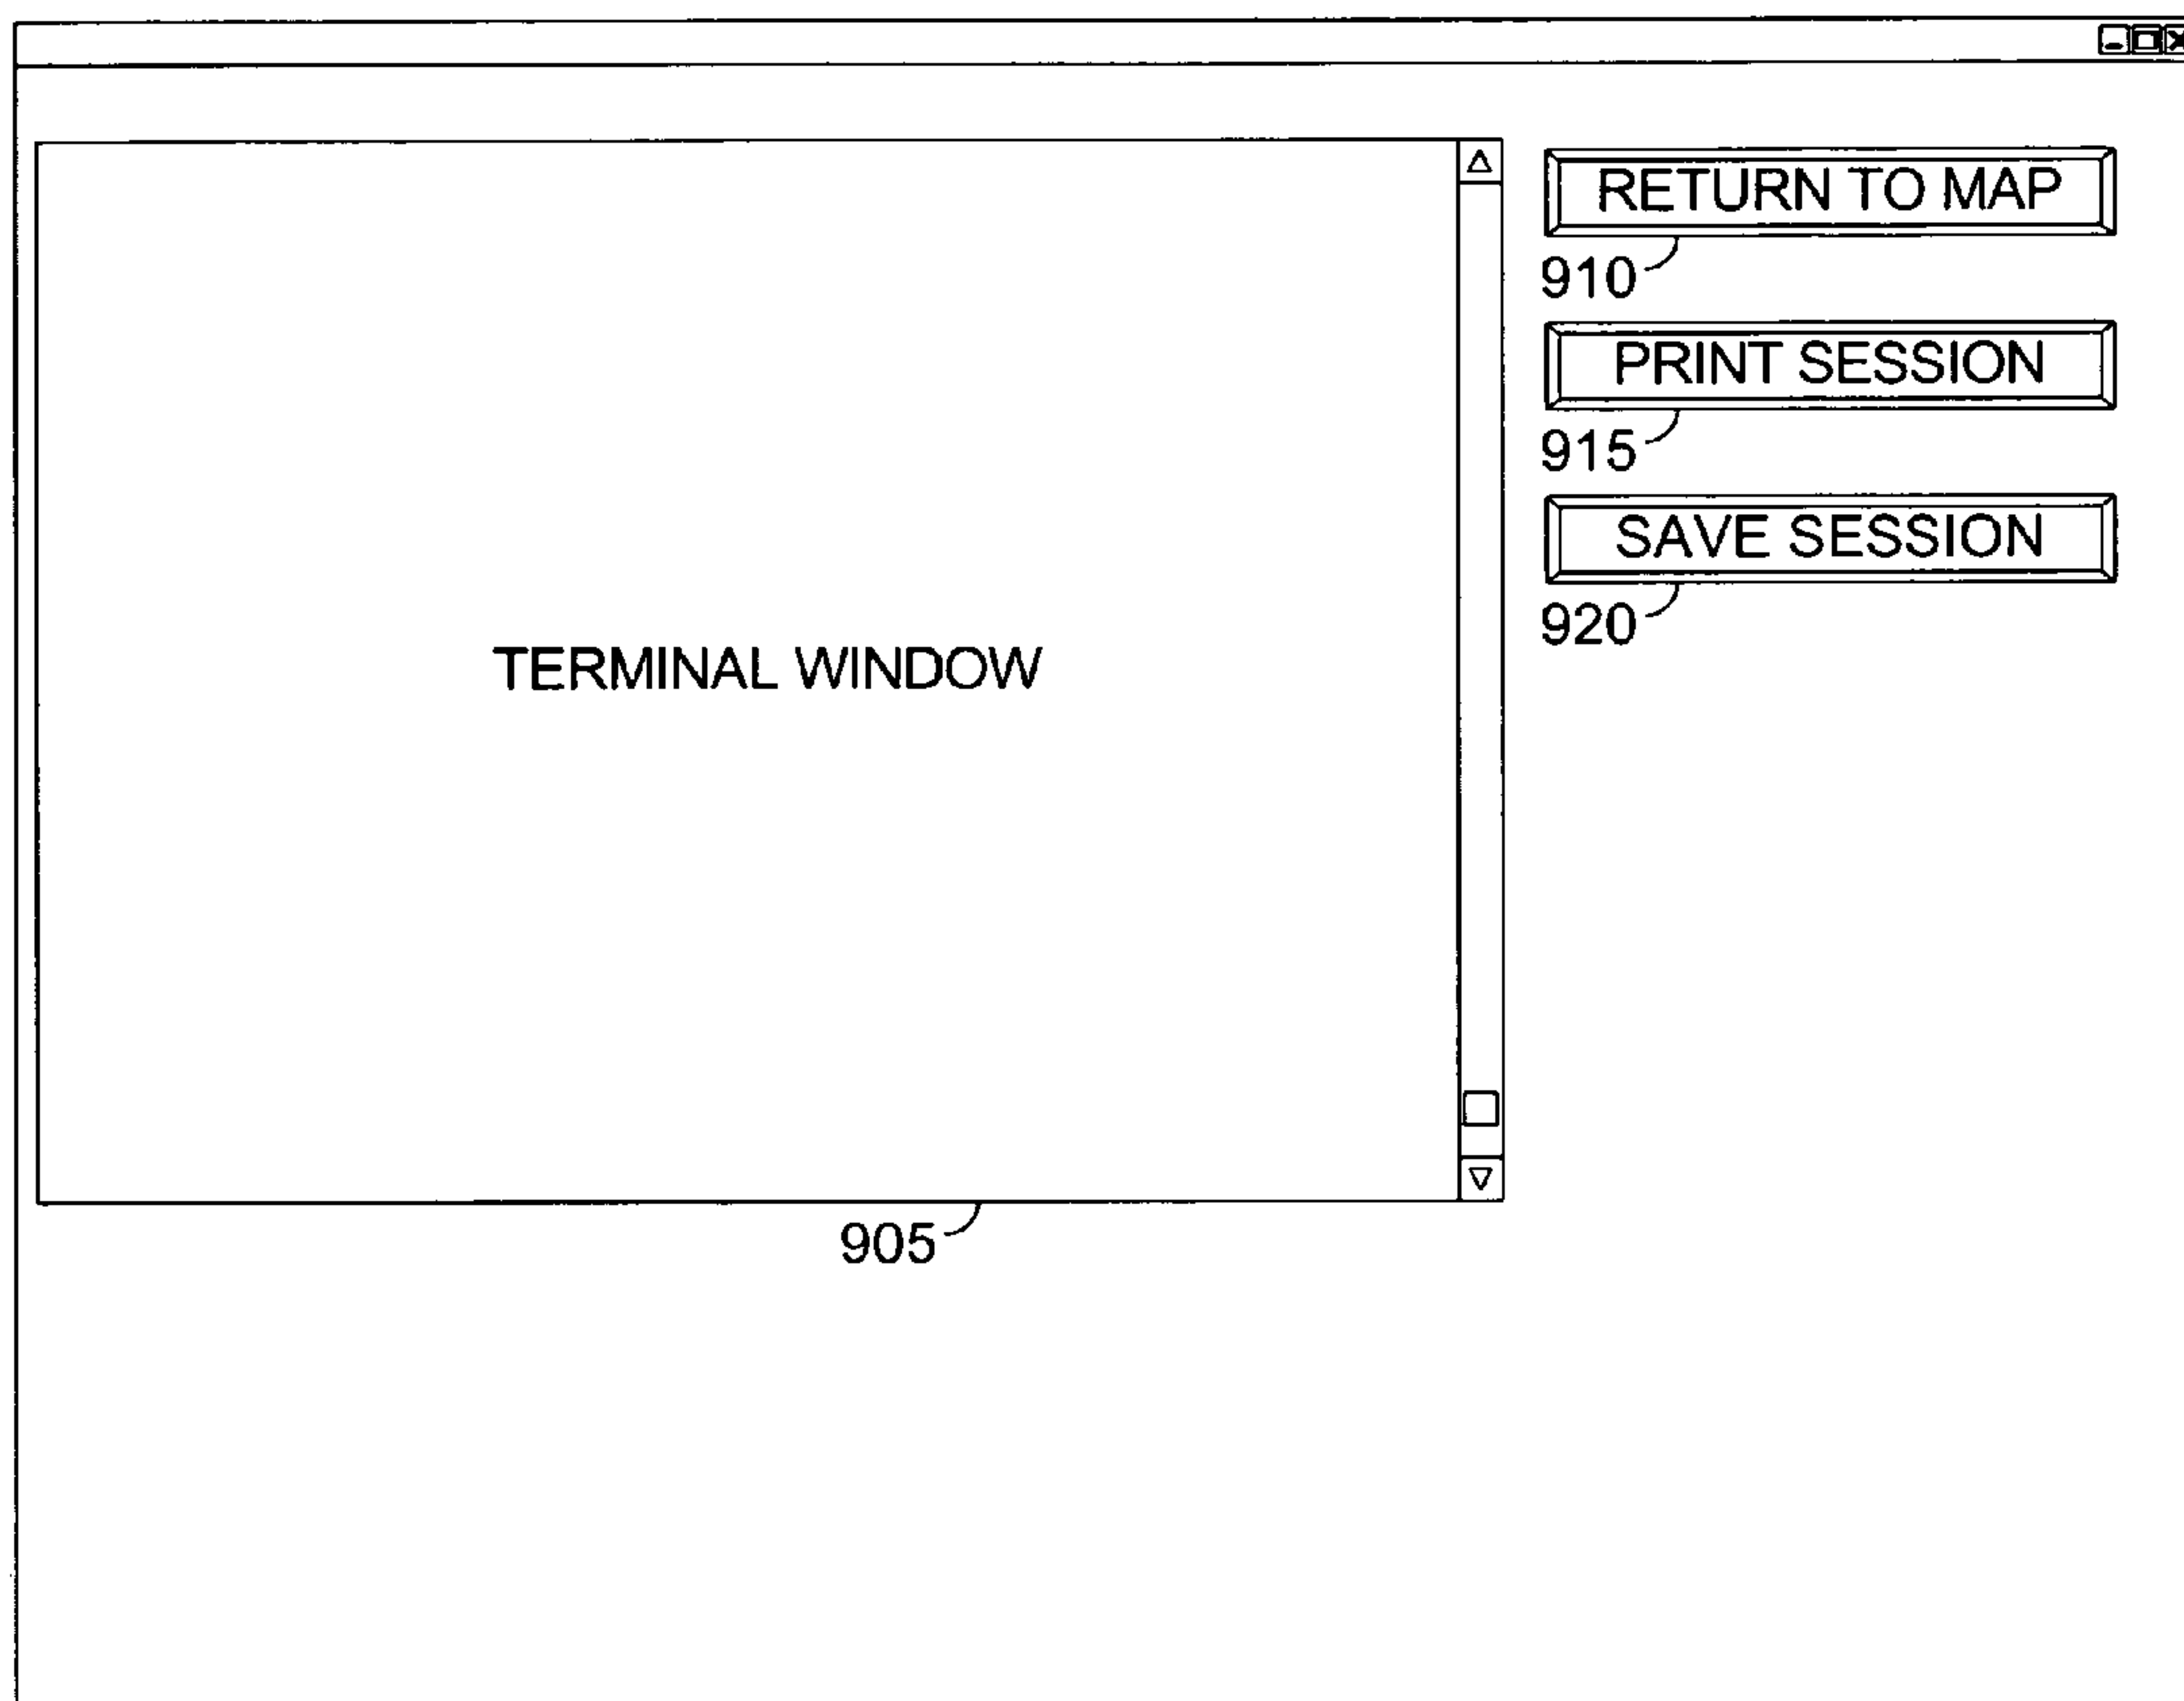 RETURN TO MAP
910
PRINT SESSION
915
SAVE SESSION
920
TERMINAL WINDOW
905